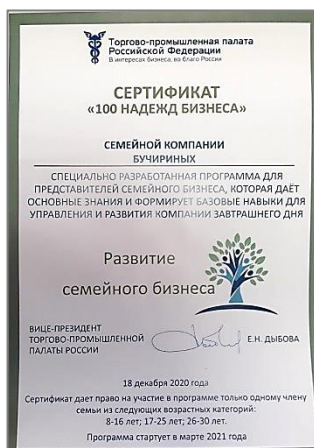 Торгово-промышленная палата
Российской Федерации
В интересах бизнеса, во благо России
СЕРТИФИКАТ
«100 НАДЕЖД БИЗНЕСА»
СЕМЕЙНОЙ КОМПАНИИ
БУЧИРИНЫХ
СПЕЦИАЛЬНО РАЗРАБОТАННАЯ ПРОГРАММА ДЛЯ
ПРЕДСТАВИТЕЛЕЙ СЕМЕЙНОГО БИЗНЕСА, КОТОРАЯ ДАЁТ
ОСНОВНЫЕ ЗНАНИЯ И ФОРМИРУЕТ БАЗОВЫЕ НАВЫКИ ДЛЯ
УПРАВЛЕНИЯ И РАЗВИТИЯ КОМПАНИИ ЗАВТРАШНЕГО ДНЯ
Развитие
семейного бизнеса
ВИЦЕ-ПРЕЗИДЕНТ
ТОРГОВО-ПРОМЫШЛЕННОЙ
ПАЛАТЫ РОССИИ
Е.Н. ДЫБОВА
18 декабря 2020 года
Сертификат дает право на участие в программе только одному члену
семьи из следующих возрастных категорий:
8-16 лет; 17-25 лет; 26-30 лет.
Программа стартует в марте 2021 года